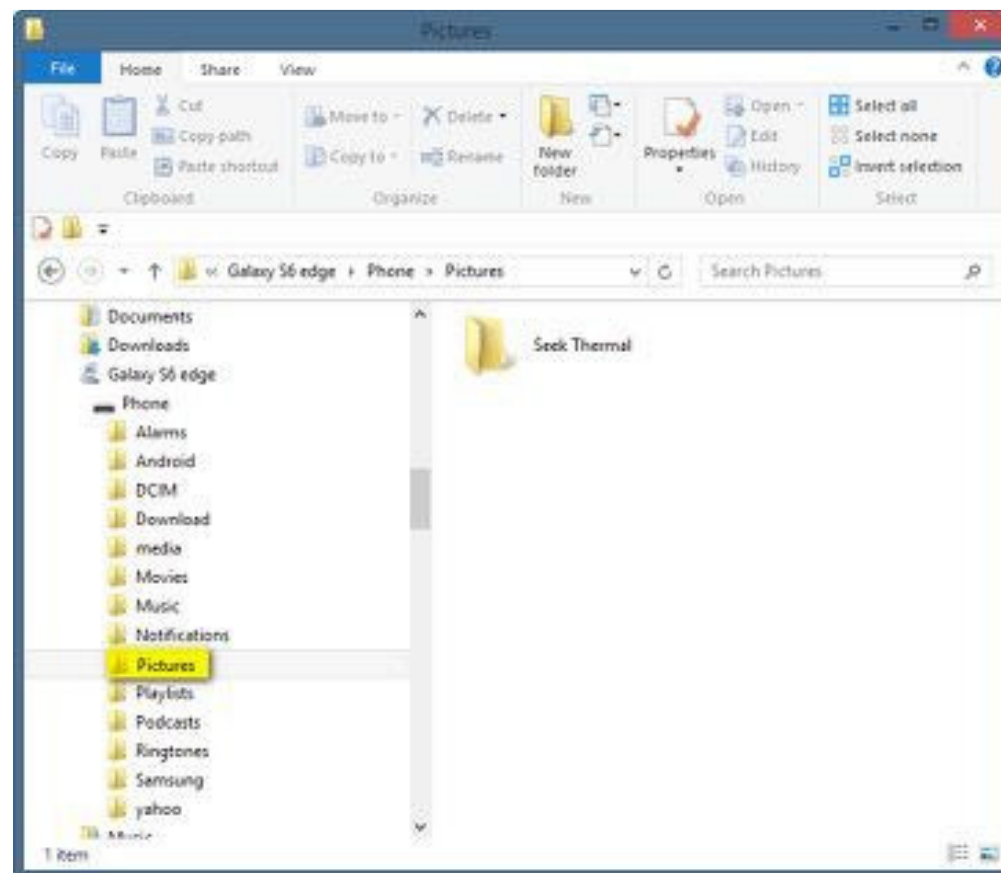 Pictures
File Home Share View
Copy
Paste
Cut
Copy path
Paste shortcut
Clipboard
Move to
Copy to
Delete
Rename
Organize
New folder
New
Properties
Open
Edit
History
Open
Select all
Select none
Invert selection
Select
« Galaxy S6 edge Phone Pictures
Search Pictures
Documents
Downloads
Galaxy S6 edge
Phone
Alarms
Android
DCIM
Download
media
Movies
Music
Notifications
Pictures
Playlists
Podcasts
Ringtones
Samsung
yahoo
Music
Seek Thermal
1 item